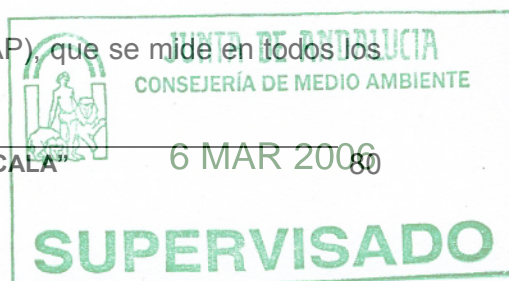 AP), que se mide en todos los
JUNTA DE ANDALUCIA
CONSEJERÍA DE MEDIO AMBIENTE
CALA”
6 MAR 2006
80
SUPERVISADO